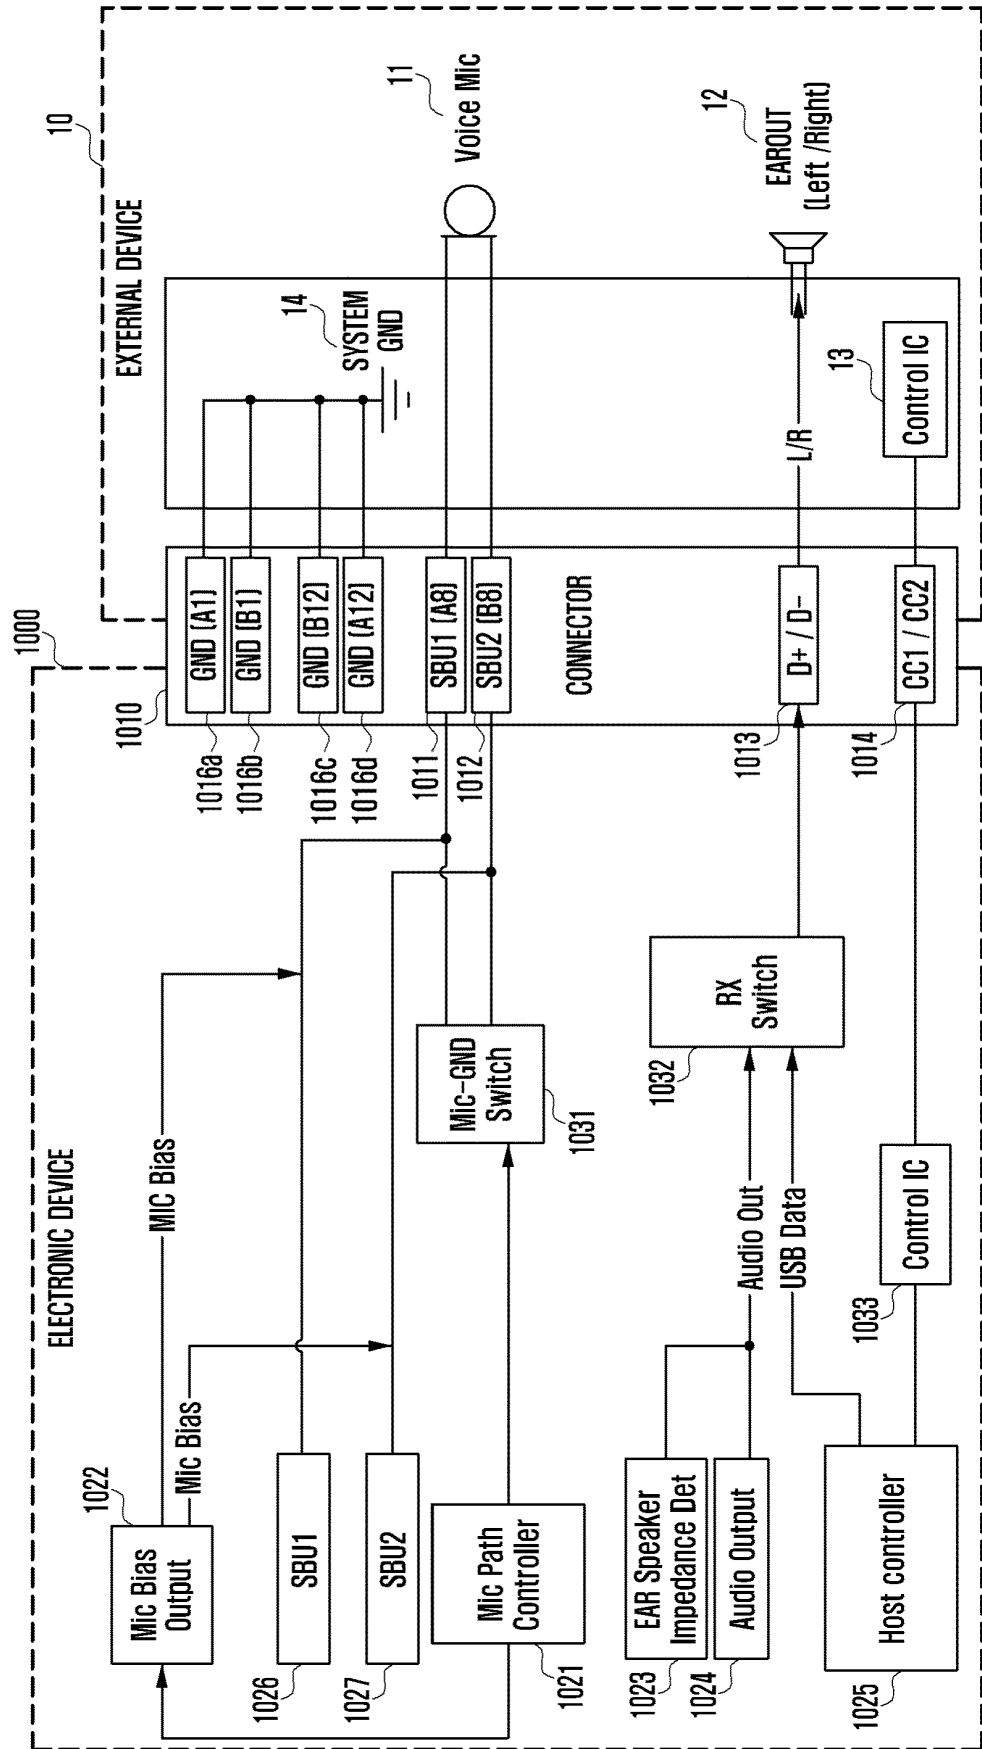 ELECTRONIC DEVICE
1000
EXTERNAL DEVICE
10
1022
Mic Bias
Output
MIC Bias
Mic Bias
1026
SBU1
1027
SBU2
1021
Mic Path
Controller
Mic-GND
Switch
1031
1023
EAR Speaker
Impedance Det
1024
Audio Output
Audio Out
USB Data
1025
Host controller
1032
RX
Switch
1033
Control IC
1010
CONNECTOR
1016a
GND (A1)
1016b
GND (B1)
1016c
GND (B12)
1016d
GND (A12)
1011
SBU1 (A8)
1012
SBU2 (B8)
1013
D+ / D-
1014
CC1 / CC2
14
SYSTEM
GND
11
Voice Mic
12
EAROUT
(Left /Right)
L/R
13
Control IC